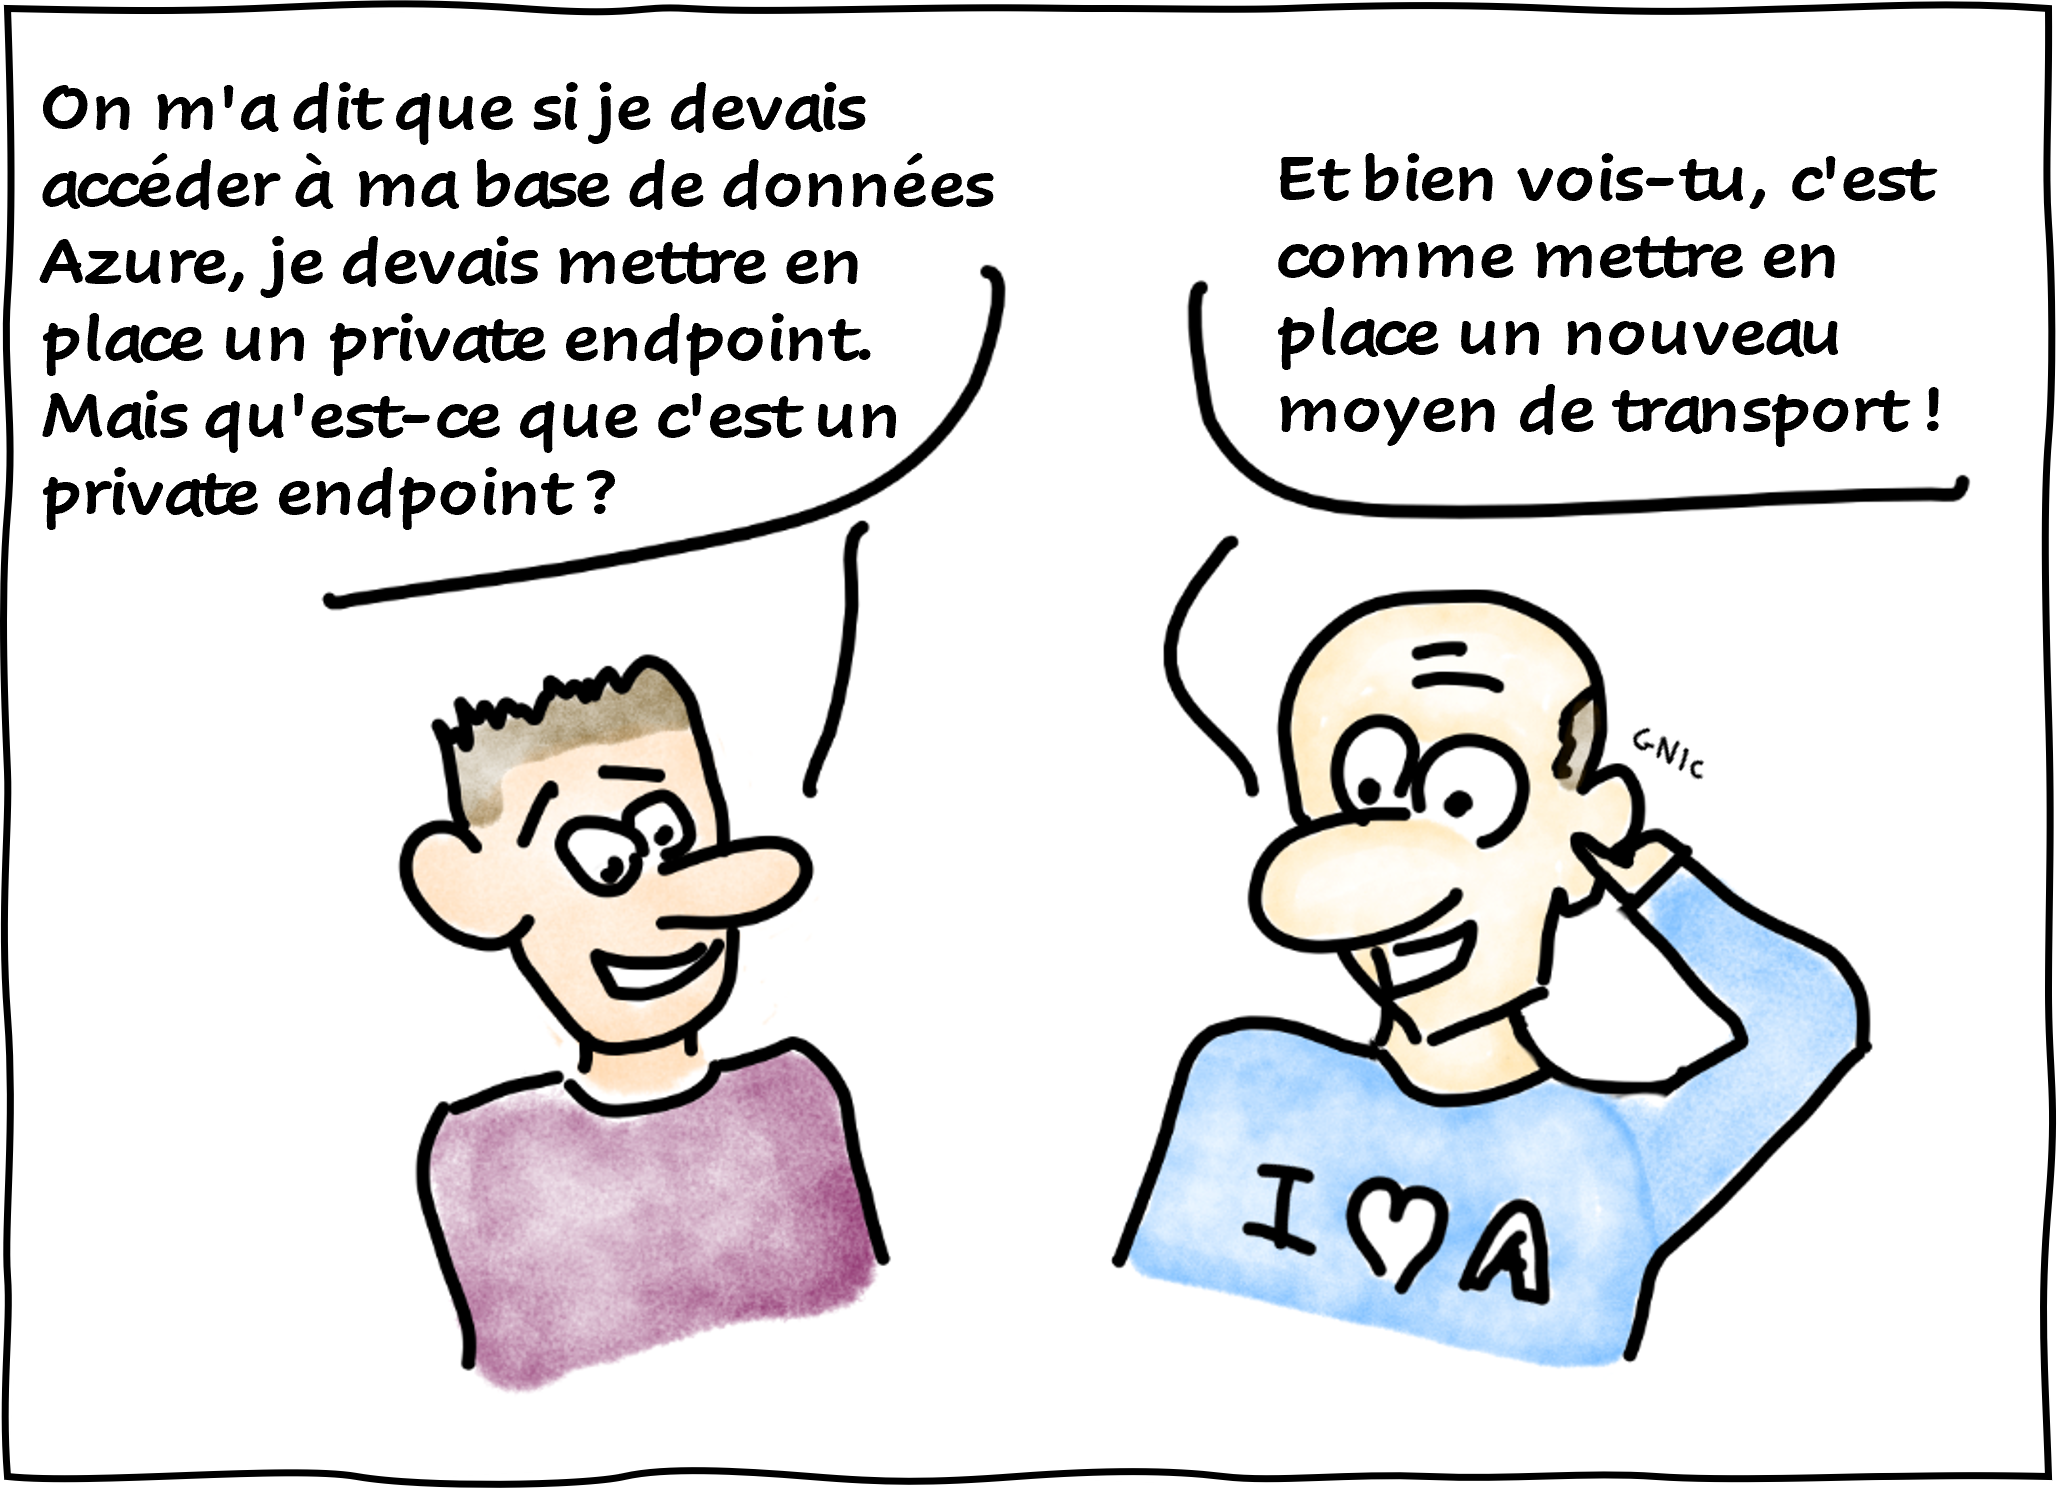 On m'a dit que si je devais
accéder à ma base de données
Azure, je devais mettre en
place un private endpoint.
Mais qu'est-ce que c'est un
private endpoint ?
Et bien vois-tu, c'est
comme mettre en
place un nouveau
moyen de transport !
GNIC
I ♡ A